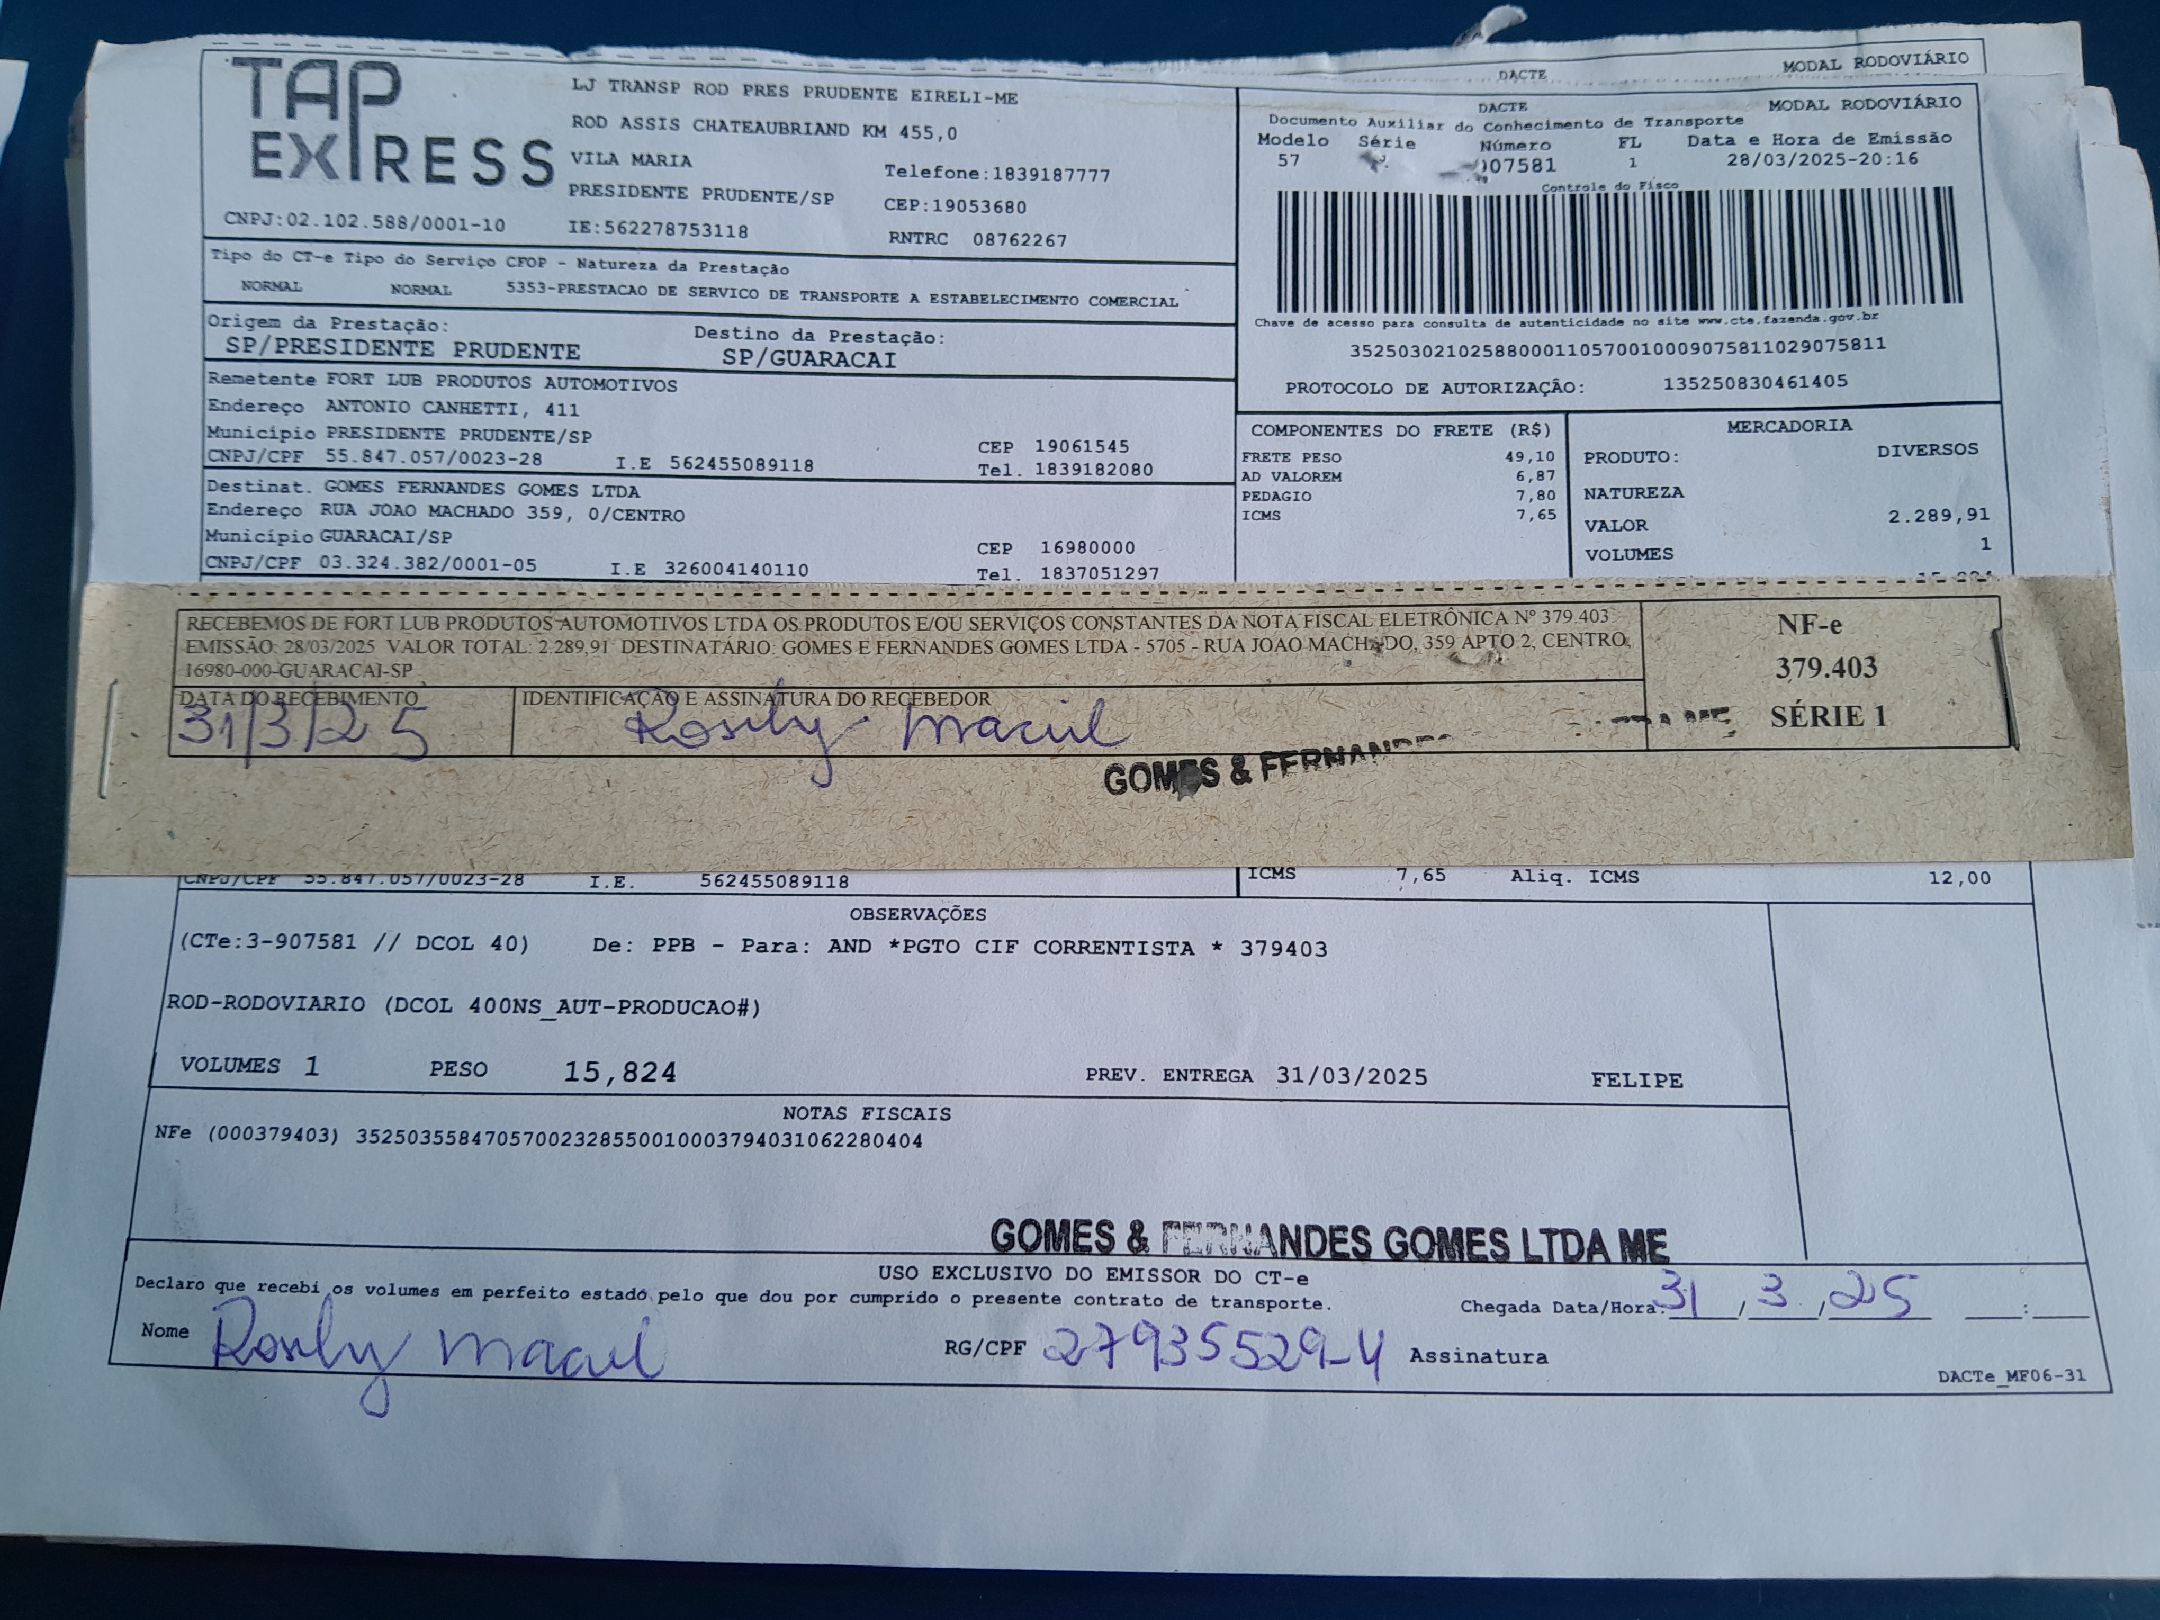 DACTE MODAL RODOVIÁRIO
TAP EXPRESS
LJ TRANSP ROD PRES PRUDENTE EIRELI-ME
ROD ASSIS CHATEAUBRIAND KM 455,0
VILA MARIA
Telefone:1839187777
PRESIDENTE PRUDENTE/SP
CEP:19053680
CNPJ:02.102.588/0001-10 IE:562278753118 RNTRC 08762267
DACTE MODAL RODOVIÁRIO
Documento Auxiliar do Conhecimento de Transporte
Modelo Série Número FL Data e Hora de Emissão
57 07581 1 28/03/2025-20:16
Controle do Fisco
Chave de acesso para consulta de autenticidade no site www.cte.fazenda.gov.br
35250302102588000110570010009075811029075811
PROTOCOLO DE AUTORIZAÇÃO: 135250830461405
Tipo do CT-e Tipo do Serviço CFOP - Natureza da Prestação
NORMAL NORMAL 5353-PRESTACAO DE SERVICO DE TRANSPORTE A ESTABELECIMENTO COMERCIAL
Origem da Prestação: Destino da Prestação:
SP/PRESIDENTE PRUDENTE SP/GUARACAI
Remetente FORT LUB PRODUTOS AUTOMOTIVOS
Endereço ANTONIO CANHETTI, 411
Município PRESIDENTE PRUDENTE/SP CEP 19061545
CNPJ/CPF 55.847.057/0023-28 I.E 562455089118 Tel. 1839182080
Destinat. GOMES FERNANDES GOMES LTDA
Endereço RUA JOAO MACHADO 359, 0/CENTRO
Município GUARACAI/SP CEP 16980000
CNPJ/CPF 03.324.382/0001-05 I.E 326004140110 Tel. 1837051297
COMPONENTES DO FRETE (R$)
FRETE PESO 49,10
AD VALOREM 6,87
PEDAGIO 7,80
ICMS 7,65
MERCADORIA
PRODUTO: DIVERSOS
NATUREZA
VALOR 2.289,91
VOLUMES 1
RECEBEMOS DE FORT LUB PRODUTOS AUTOMOTIVOS LTDA OS PRODUTOS E/OU SERVIÇOS CONSTANTES DA NOTA FISCAL ELETRÔNICA Nº 379.403
EMISSÃO: 28/03/2025 VALOR TOTAL: 2.289,91 DESTINATÁRIO: GOMES E FERNANDES GOMES LTDA - 5705 - RUA JOAO MACHADO, 359 APTO 2, CENTRO,
16980-000-GUARACAI-SP
NF-e
379.403
SÉRIE 1
DATA DO RECEBIMENTO IDENTIFICAÇÃO E ASSINATURA DO RECEBEDOR
31/3/25 Rosely Maciel
GOMES & FERNANDES
CNPJ/CPF 55.847.057/0023-28 I.E. 562455089118 ICMS 7,65 Aliq. ICMS 12,00
OBSERVAÇÕES
(CTe:3-907581 // DCOL 40) De: PPB - Para: AND *PGTO CIF CORRENTISTA * 379403
ROD-RODOVIARIO (DCOL 400NS_AUT-PRODUCAO#)
VOLUMES 1 PESO 15,824 PREV. ENTREGA 31/03/2025 FELIPE
NOTAS FISCAIS
NFe (000379403) 35250355847057002328550010003794031062280404
GOMES & FERNANDES GOMES LTDA ME
USO EXCLUSIVO DO EMISSOR DO CT-e
Declaro que recebi os volumes em perfeito estado pelo que dou por cumprido o presente contrato de transporte. Chegada Data/Hora: 31/3/25 __:__
Nome Rosely Maciel RG/CPF 27935529-4 Assinatura
DACTe_MF06-31